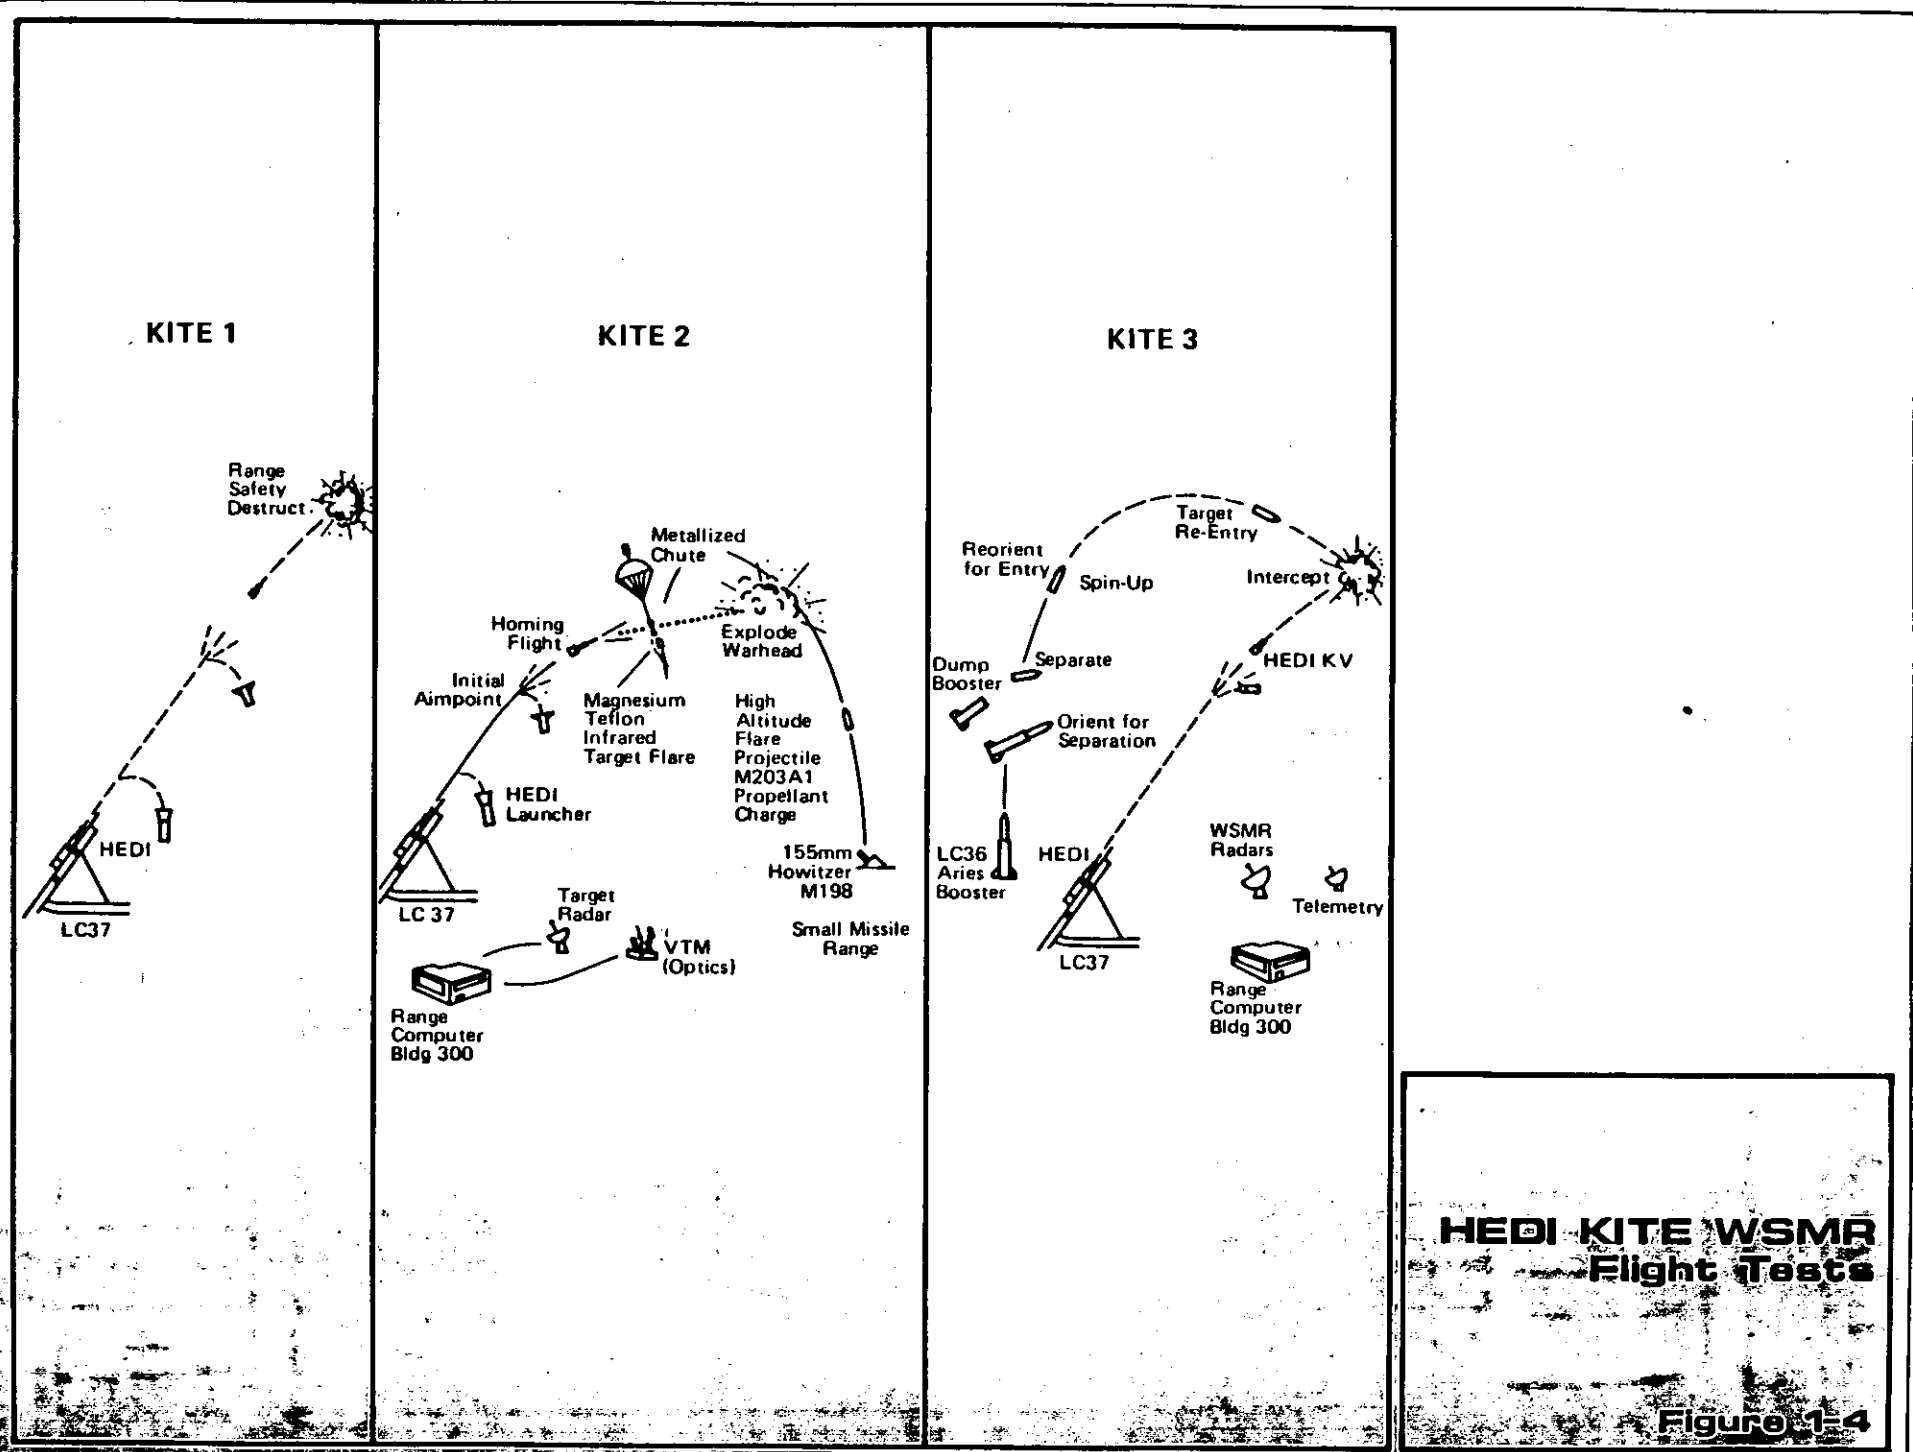 KITE 1
Range
Safety
Destruct
HEDI
LC37
KITE 2
Metallized
Chute
Homing
Flight
Explode
Warhead
Initial
Aimpoint
Magnesium
Teflon
Infrared
Target Flare
High
Altitude
Flare
Projectile
M203A1
Propellant
Charge
HEDI
Launcher
155mm
Howitzer
M198
LC 37
Target
Radar
Small Missile
Range
VTM
(Optics)
Range
Computer
Bldg 300
KITE 3
Target
Re-Entry
Reorient
for Entry
Spin-Up
Intercept
Dump
Booster
Separate
HEDI KV
Orient for
Separation
WSMR
Radars
LC36
Aries
Booster
HEDI
Telemetry
LC37
Range
Computer
Bldg 300
HEDI KITE WSMR
Flight Tests
Figure 1-4